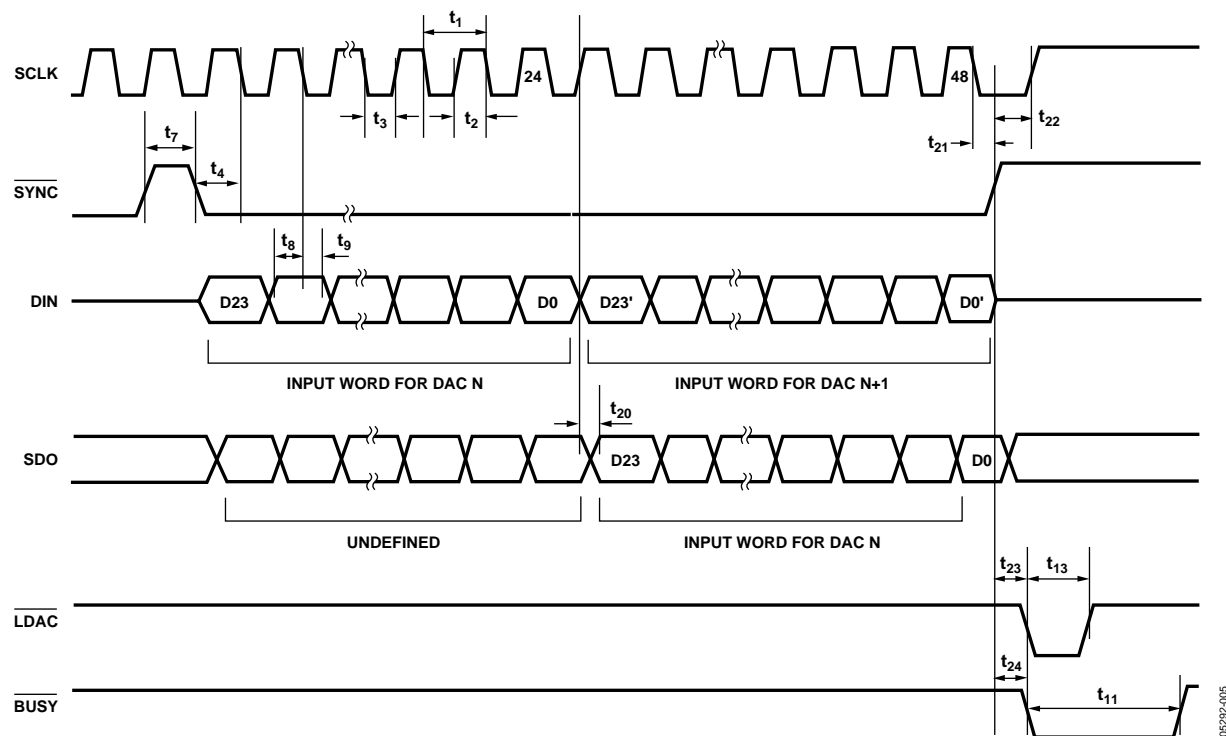 t1
SCLK
24
48
t3
t2
t22
t21
t7
t4
SYNC
t8
t9
DIN
D23
D0
D23'
D0'
INPUT WORD FOR DAC N
INPUT WORD FOR DAC N+1
t20
SDO
D23
D0
UNDEFINED
INPUT WORD FOR DAC N
t23
t13
LDAC
t24
t11
BUSY
05292-005